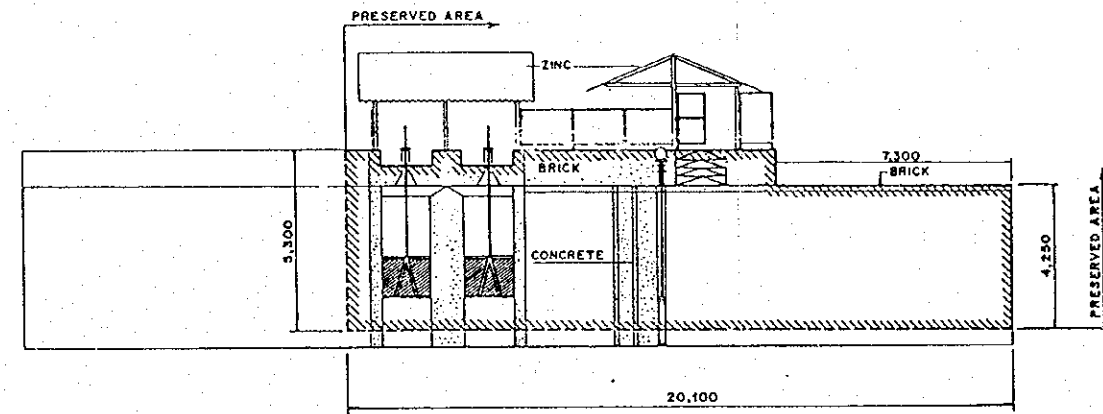 PRESERVED AREA
ZINC
BRICK
7,300
BRICK
5,300
CONCRETE
4,250
PRESERVED AREA
20,100